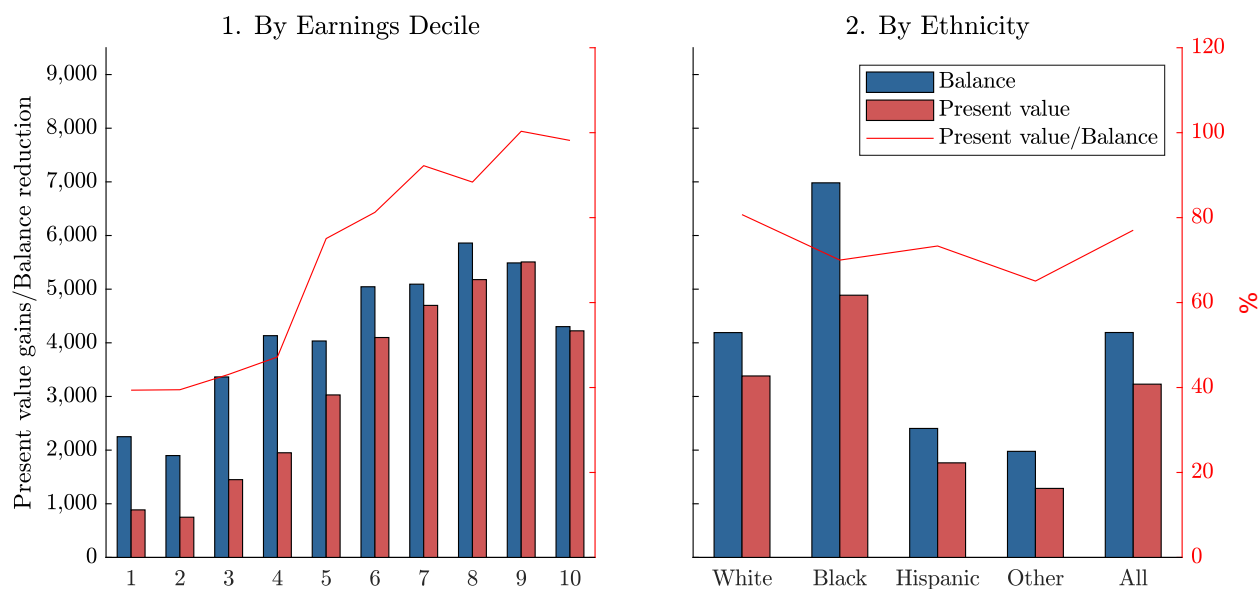 1. By Earnings Decile
Present value gains/Balance reduction
9,000
8,000
7,000
6,000
5,000
4,000
3,000
2,000
1,000
0
1 2 3 4 5 6 7 8 9 10
2. By Ethnicity
Balance
Present value
Present value/Balance
120
100
80
60
40
20
0
%
White Black Hispanic Other All